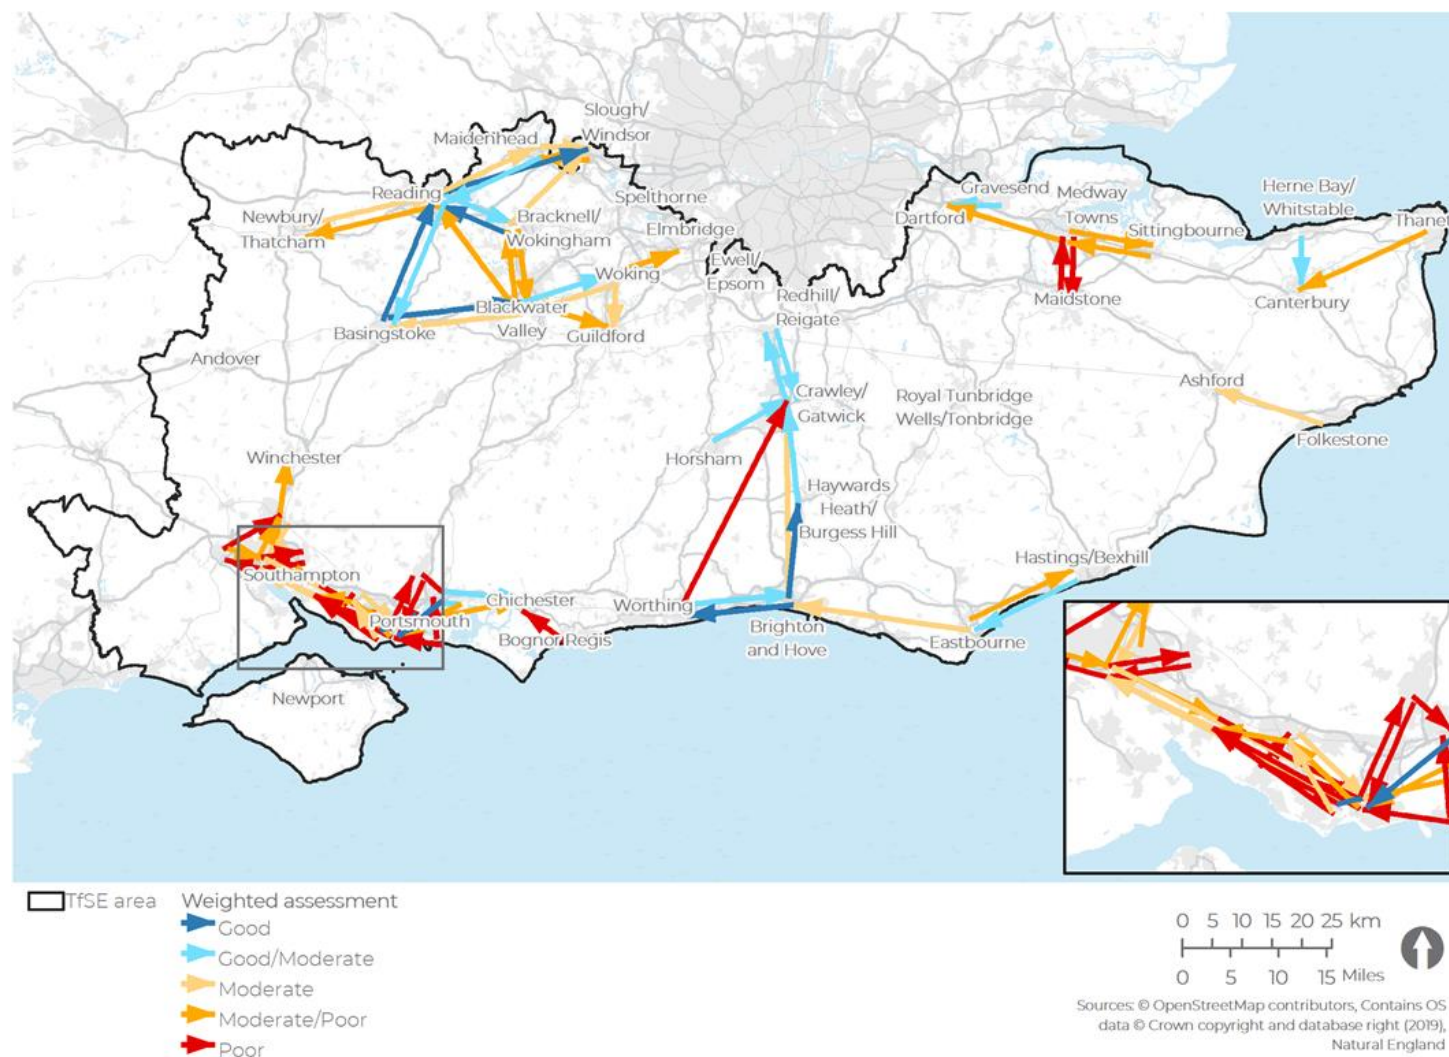 Slough/
Maidenhead
Windsor
Reading
Spelthorne
Newbury/
Thatcham
Bracknell/
Wokingham
Elmbridge
Woking
Ewell/
Epsom
Blackwater
Valley
Basingstoke
Guildford
Redhill/
Reigate
Andover
Gravesend
Medway
Towns
Dartford
Sittingbourne
Herne Bay/
Whitstable
Thanet
Maidstone
Canterbury
Ashford
Folkestone
Crawley/
Gatwick
Royal Tunbridge
Wells/Tonbridge
Horsham
Haywards
Heath/
Burgess Hill
Winchester
Southampton
Portsmouth
Chichester
Bognor Regis
Worthing
Brighton
and Hove
Hastings/Bexhill
Eastbourne
Newport
TfSE area
Weighted assessment
Good
Good/Moderate
Moderate
Moderate/Poor
Poor
0 5 10 15 20 25 km
0 5 10 15 Miles
Sources: © OpenStreetMap contributors, Contains OS
data © Crown copyright and database right (2019),
Natural England